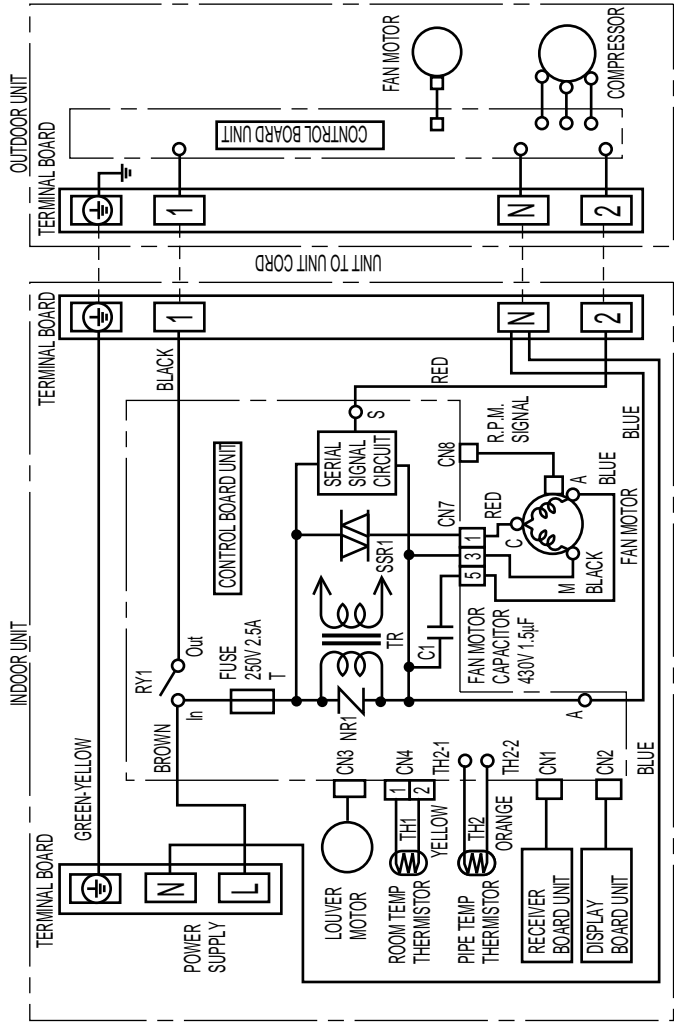 INDOOR UNIT
OUTDOOR UNIT
TERMINAL BOARD
GREEN-YELLOW
N
L
POWER
SUPPLY
BROWN
RY1
In
Out
BLACK
CONTROL BOARD UNIT
FUSE
250V 2.5A
T
NR1
TR
SSR1
SERIAL
SIGNAL
CIRCUIT
S
RED
C1
FAN MOTOR
CAPACITOR
430V 1.5µF
CN7
1
3
5
CN8
R.P.M.
SIGNAL
RED
C
M
A
BLACK
BLUE
FAN MOTOR
BLUE
A
LOUVER
MOTOR
CN3
ROOM TEMP
THERMISTOR
TH1
1
2
CN4
YELLOW
PIPE TEMP
THERMISTOR
TH2
ORANGE
TH2-1
TH2-2
RECEIVER
BOARD UNIT
CN1
DISPLAY
BOARD UNIT
CN2
BLUE
TERMINAL BOARD
1
N
2
UNIT TO UNIT CORD
TERMINAL BOARD
1
N
2
CONTROL BOARD UNIT
FAN MOTOR
COMPRESSOR